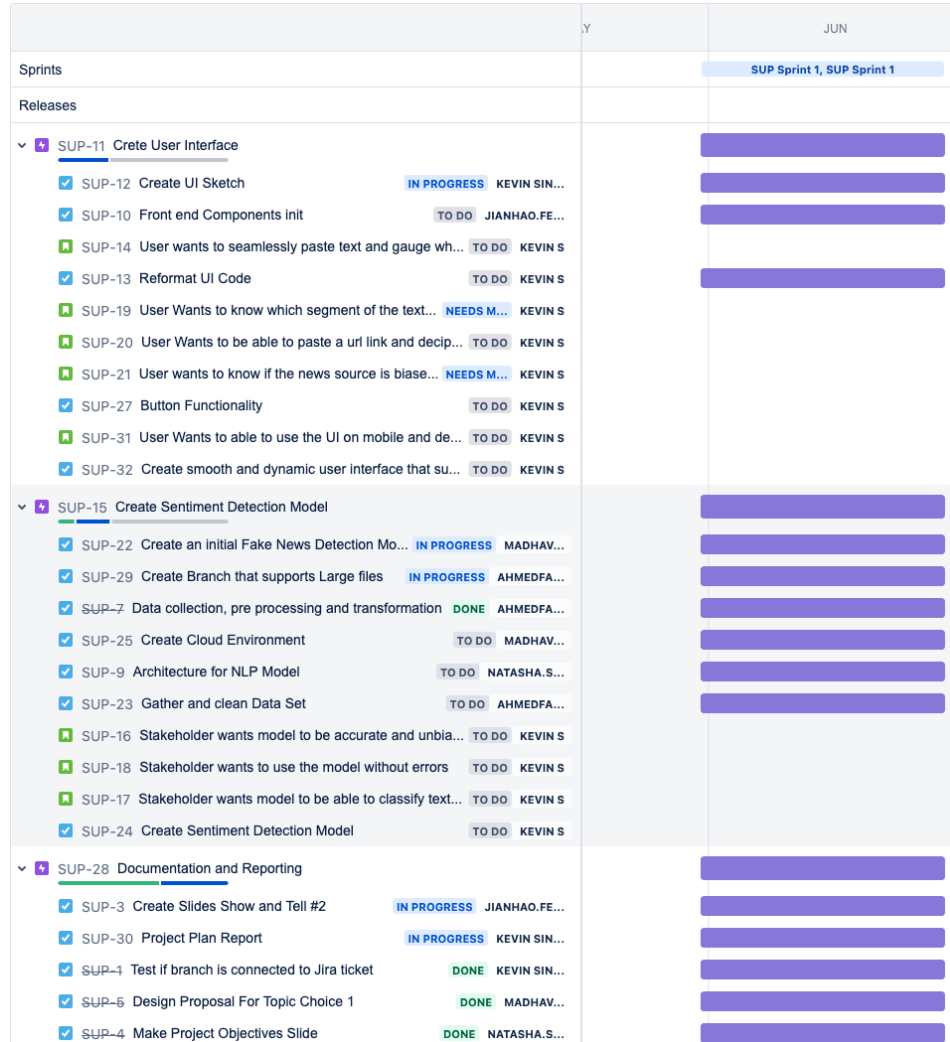 AY JUN
Sprints SUP Sprint 1, SUP Sprint 1
Releases
SUP-11 Crete User Interface
SUP-12 Create UI Sketch IN PROGRESS KEVIN SIN...
SUP-10 Front end Components init TO DO JIANHAO.FE...
SUP-14 User wants to seamlessly paste text and gauge wh... TO DO KEVIN S
SUP-13 Reformat UI Code TO DO KEVIN S
SUP-19 User Wants to know which segment of the text... NEEDS M... KEVIN S
SUP-20 User Wants to be able to paste a url link and decip... TO DO KEVIN S
SUP-21 User wants to know if the news source is biase... NEEDS M... KEVIN S
SUP-27 Button Functionality TO DO KEVIN S
SUP-31 User Wants to able to use the UI on mobile and de... TO DO KEVIN S
SUP-32 Create smooth and dynamic user interface that su... TO DO KEVIN S
SUP-15 Create Sentiment Detection Model
SUP-22 Create an initial Fake News Detection Mo... IN PROGRESS MADHAV...
SUP-29 Create Branch that supports Large files IN PROGRESS AHMEDFA...
SUP-7 Data collection, pre processing and transformation DONE AHMEDFA...
SUP-25 Create Cloud Environment TO DO MADHAV...
SUP-9 Architecture for NLP Model TO DO NATASHA.S...
SUP-23 Gather and clean Data Set TO DO AHMEDFA...
SUP-16 Stakeholder wants model to be accurate and unbia... TO DO KEVIN S
SUP-18 Stakeholder wants to use the model without errors TO DO KEVIN S
SUP-17 Stakeholder wants model to be able to classify text... TO DO KEVIN S
SUP-24 Create Sentiment Detection Model TO DO KEVIN S
SUP-28 Documentation and Reporting
SUP-3 Create Slides Show and Tell #2 IN PROGRESS JIANHAO.FE...
SUP-30 Project Plan Report IN PROGRESS KEVIN SIN...
SUP-1 Test if branch is connected to Jira ticket DONE KEVIN SIN...
SUP-5 Design Proposal For Topic Choice 1 DONE MADHAV...
SUP-4 Make Project Objectives Slide DONE NATASHA.S...